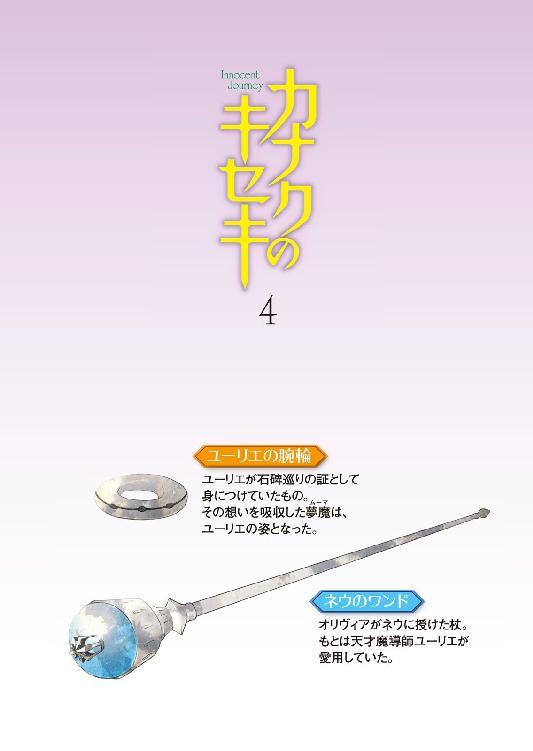 Innocent
Journey
カナクの
キセキ
4
ユーリエの腕輪
ユーリエが石碑巡りの証として
身につけていたもの。
ムーマ
その想いを吸収した夢魔は、
ユーリエの姿となった。
ネウのワンド
オリヴィアがネウに授けた杖。
もとは天才魔導師ユーリエが
愛用していた。